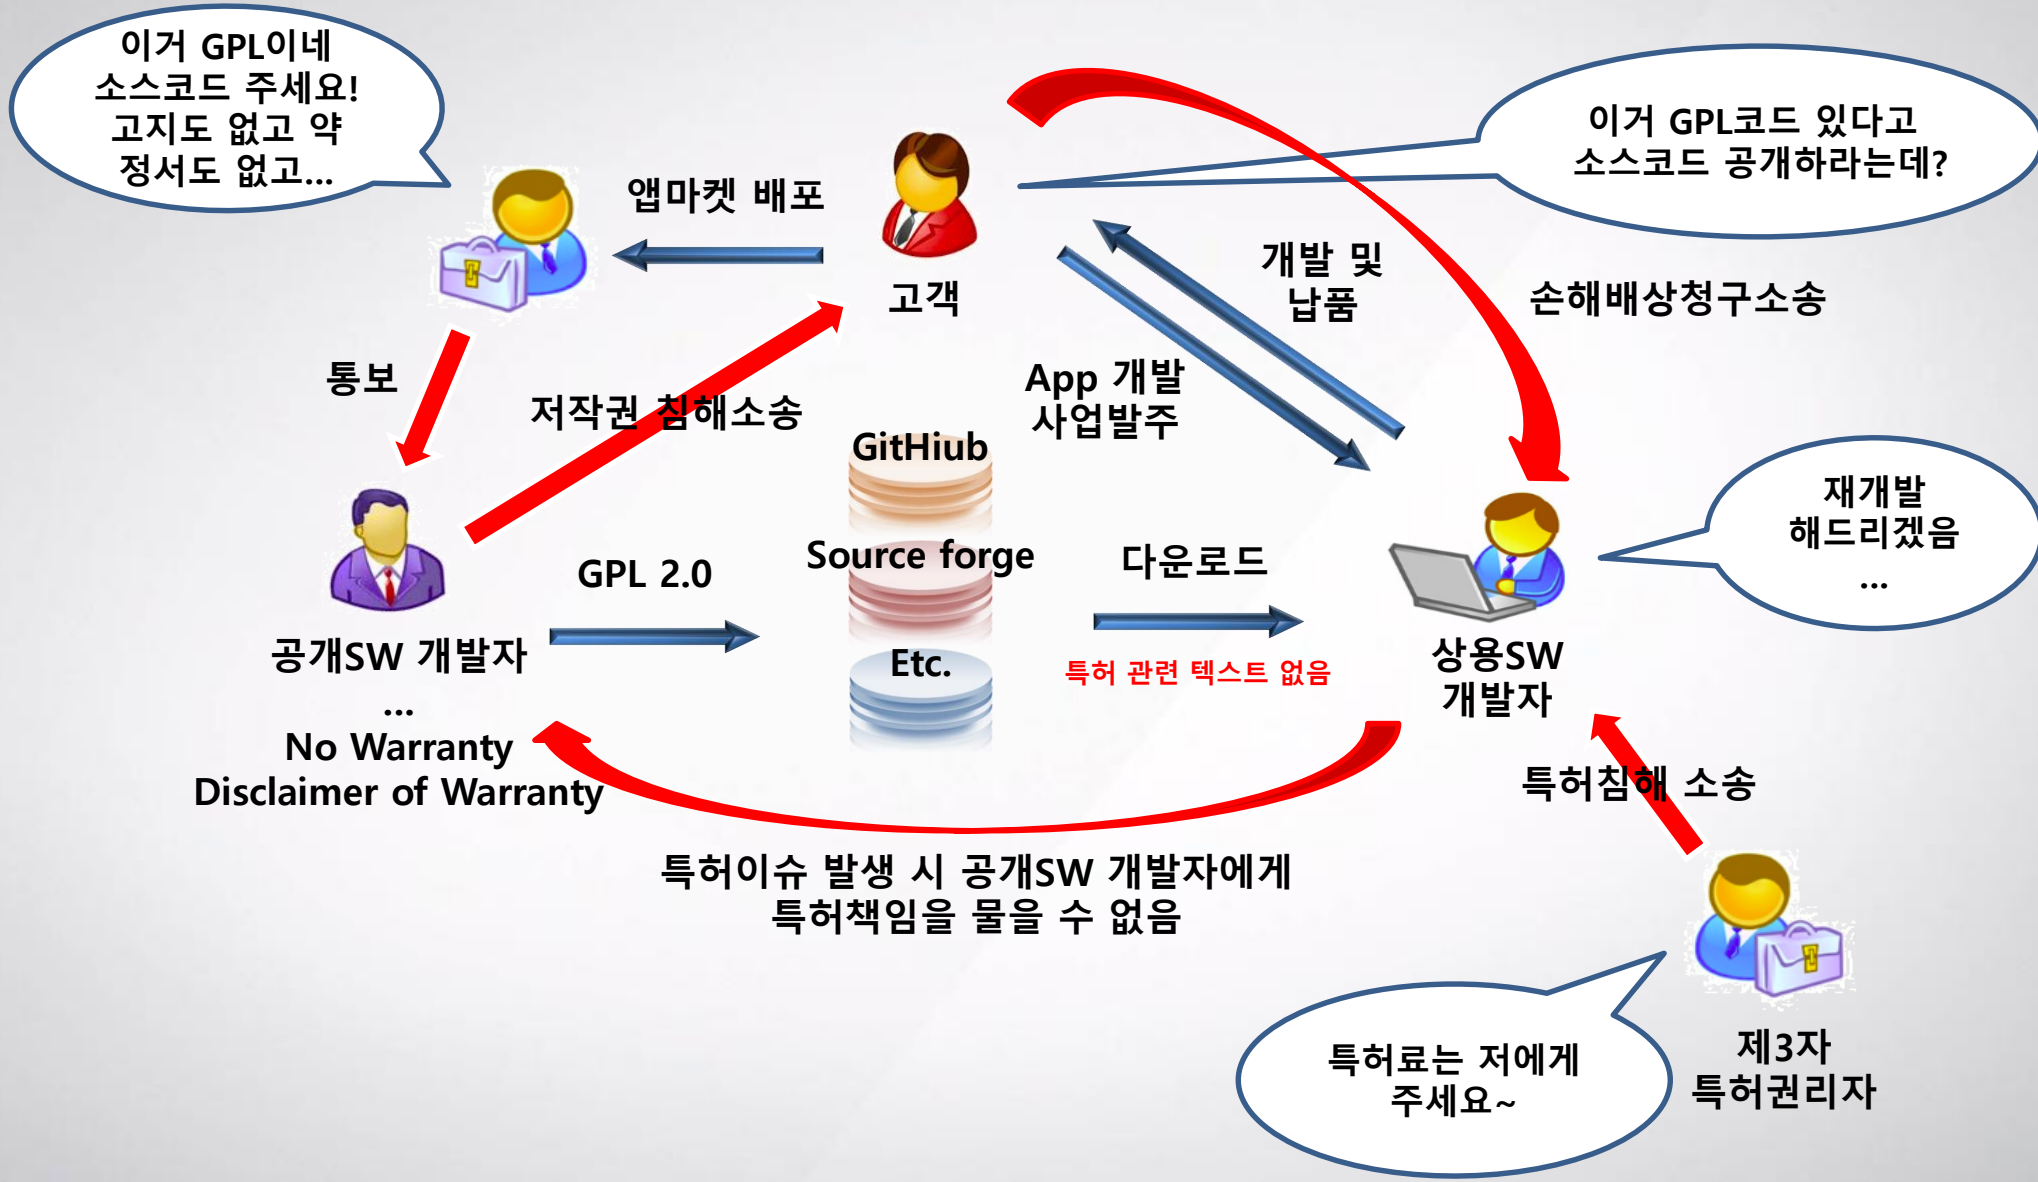 이거 GPL이네
소스코드 주세요!
고지도 없고 약
정서도 없고...
이거 GPL코드 있다고
소스코드 공개하라는데?
앱마켓 배포
고객
개발 및
납품
손해배상청구소송
통보
저작권 침해소송
App 개발
사업발주
GitHiub
Source forge
Etc.
GPL 2.0
다운로드
특허 관련 텍스트 없음
재개발
해드리겠음
...
공개SW 개발자
...
No Warranty
Disclaimer of Warranty
상용SW
개발자
특허침해 소송
특허이슈 발생 시 공개SW 개발자에게
특허책임을 물을 수 없음
특허료는 저에게
주세요~
제3자
특허권리자